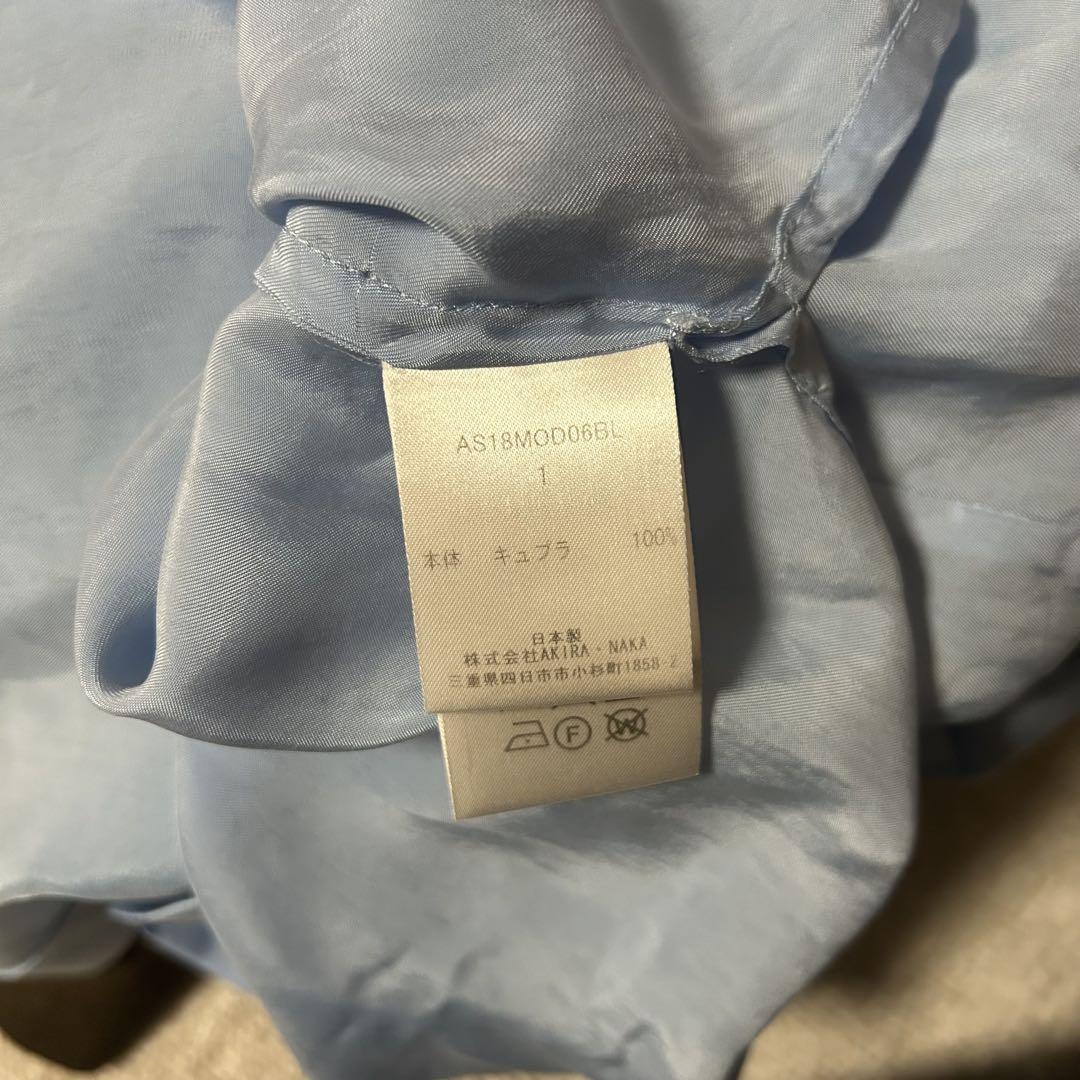 AS18MOD06BL
1
本体 キュプラ 100%
日本製
株式会社AKIRA・NAKA
三重県四日市市小杉町1858-2
F
W